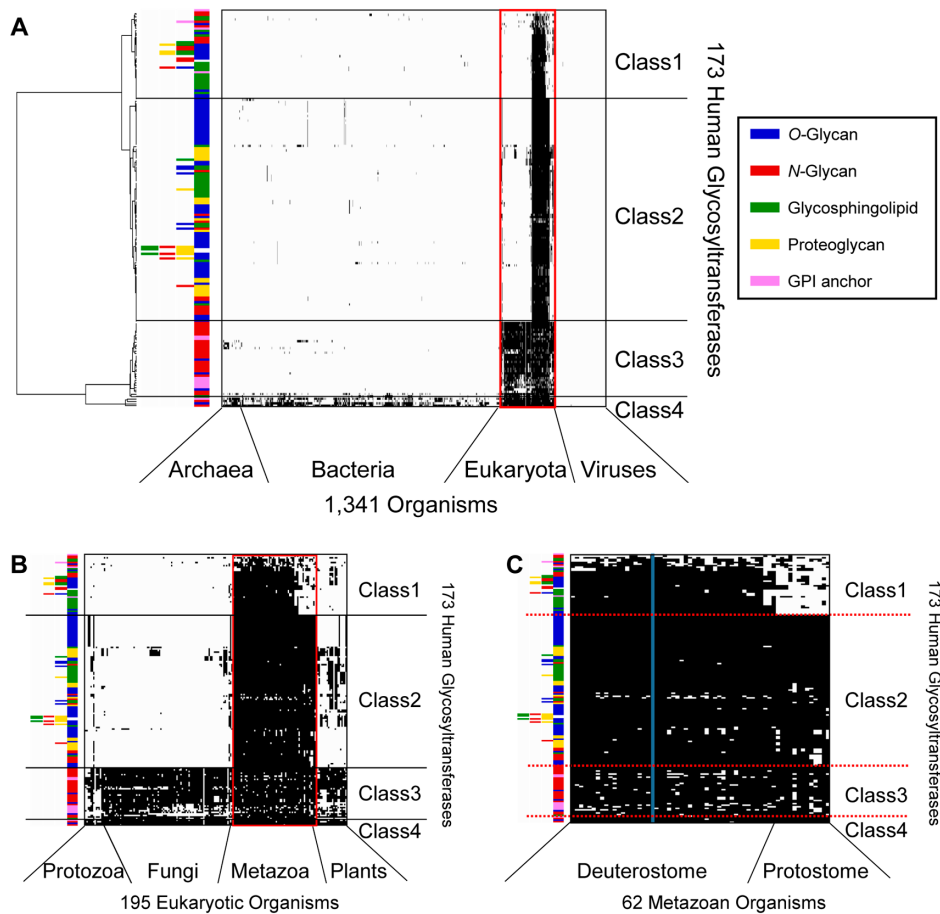 A
Class1
Class2
Class3
Class4
173 Human Glycosyltransferases
O-Glycan
N-Glycan
Glycosphingolipid
Proteoglycan
GPI anchor
Archaea Bacteria Eukaryota Viruses
1,341 Organisms
B
Class1
Class2
Class3
Class4
173 Human Glycosyltransferases
Protozoa Fungi Metazoa Plants
195 Eukaryotic Organisms
C
Class1
Class2
Class3
Class4
173 Human Glycosyltransferases
Deuterostome Protostome
62 Metazoan Organisms